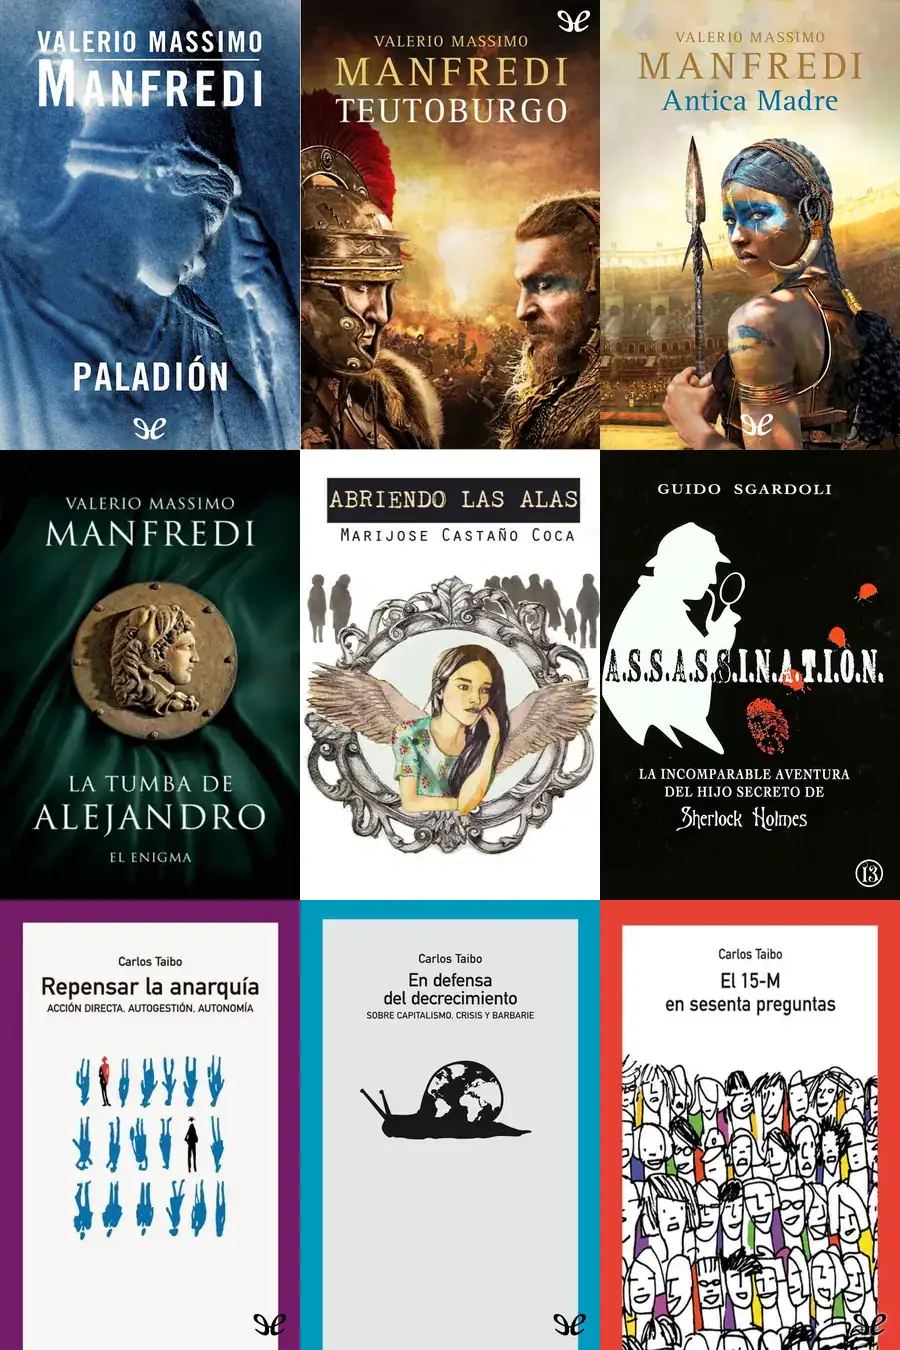 VALERIO MASSIMO
MANFREDI
PALADIÓN
VALERIO MASSIMO
MANFREDI
TEUTOBURGO
VALERIO MASSIMO
MANFREDI
Antica Madre
VALERIO MASSIMO
MANFREDI
LA TUMBA DE
ALEJANDRO
EL ENIGMA
ABRIENDO LAS ALAS
MARIJOSE CASTAÑO COCA
GUIDO SGARDOLI
A.S.S.A.S.S.I.N.A.T.I.O.N.
LA INCOMPARABLE AVENTURA
DEL HIJO SECRETO DE
Sherlock Holmes
13
Carlos Taibo
Repensar la anarquía
ACCIÓN DIRECTA, AUTOGESTIÓN, AUTONOMÍA
Carlos Taibo
En defensa
del decrecimiento
SOBRE CAPITALISMO, CRISIS Y BARBARIE
Carlos Taibo
El 15-M
en sesenta preguntas